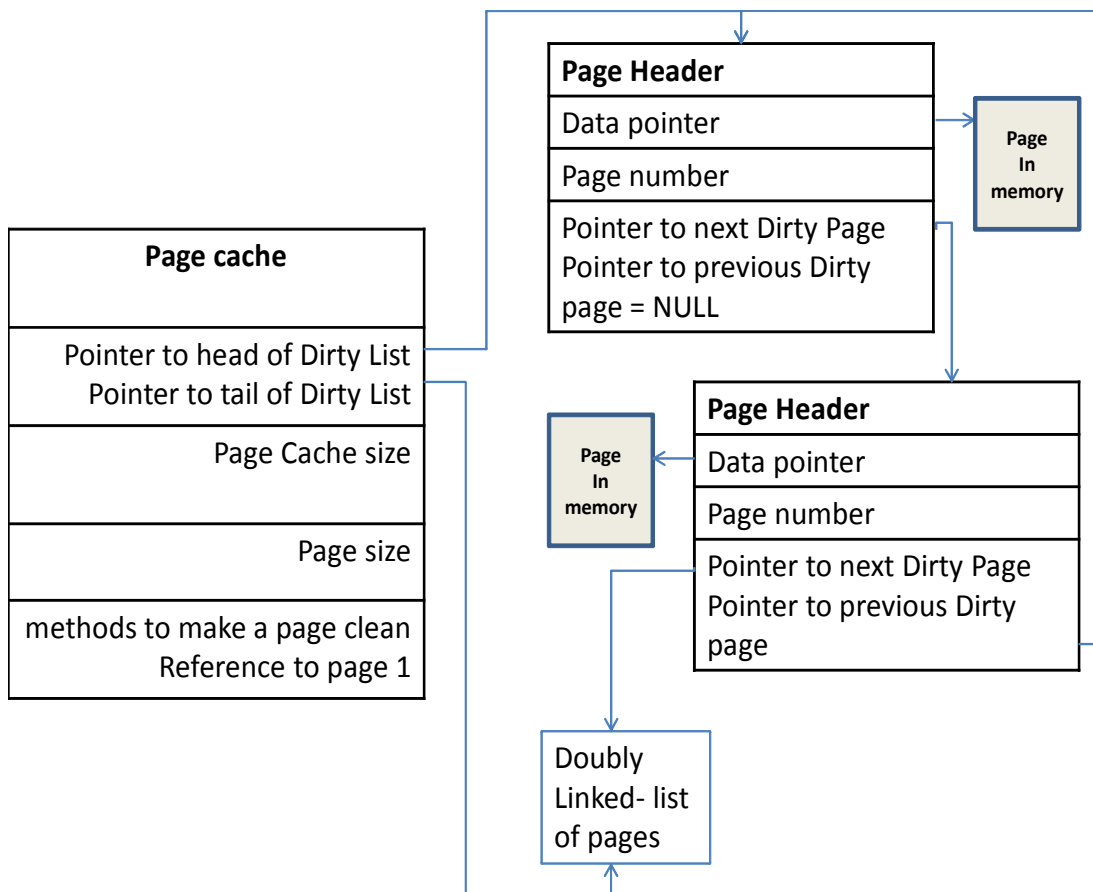 Page cache
Pointer to head of Dirty List
Pointer to tail of Dirty List
Page Cache size
Page size
methods to make a page clean
Reference to page 1
Page Header
Data pointer
Page number
Pointer to next Dirty Page
Pointer to previous Dirty
page = NULL
Page
In
memory
Page
In
memory
Page Header
Data pointer
Page number
Pointer to next Dirty Page
Pointer to previous Dirty
page
Doubly
Linked- list
of pages